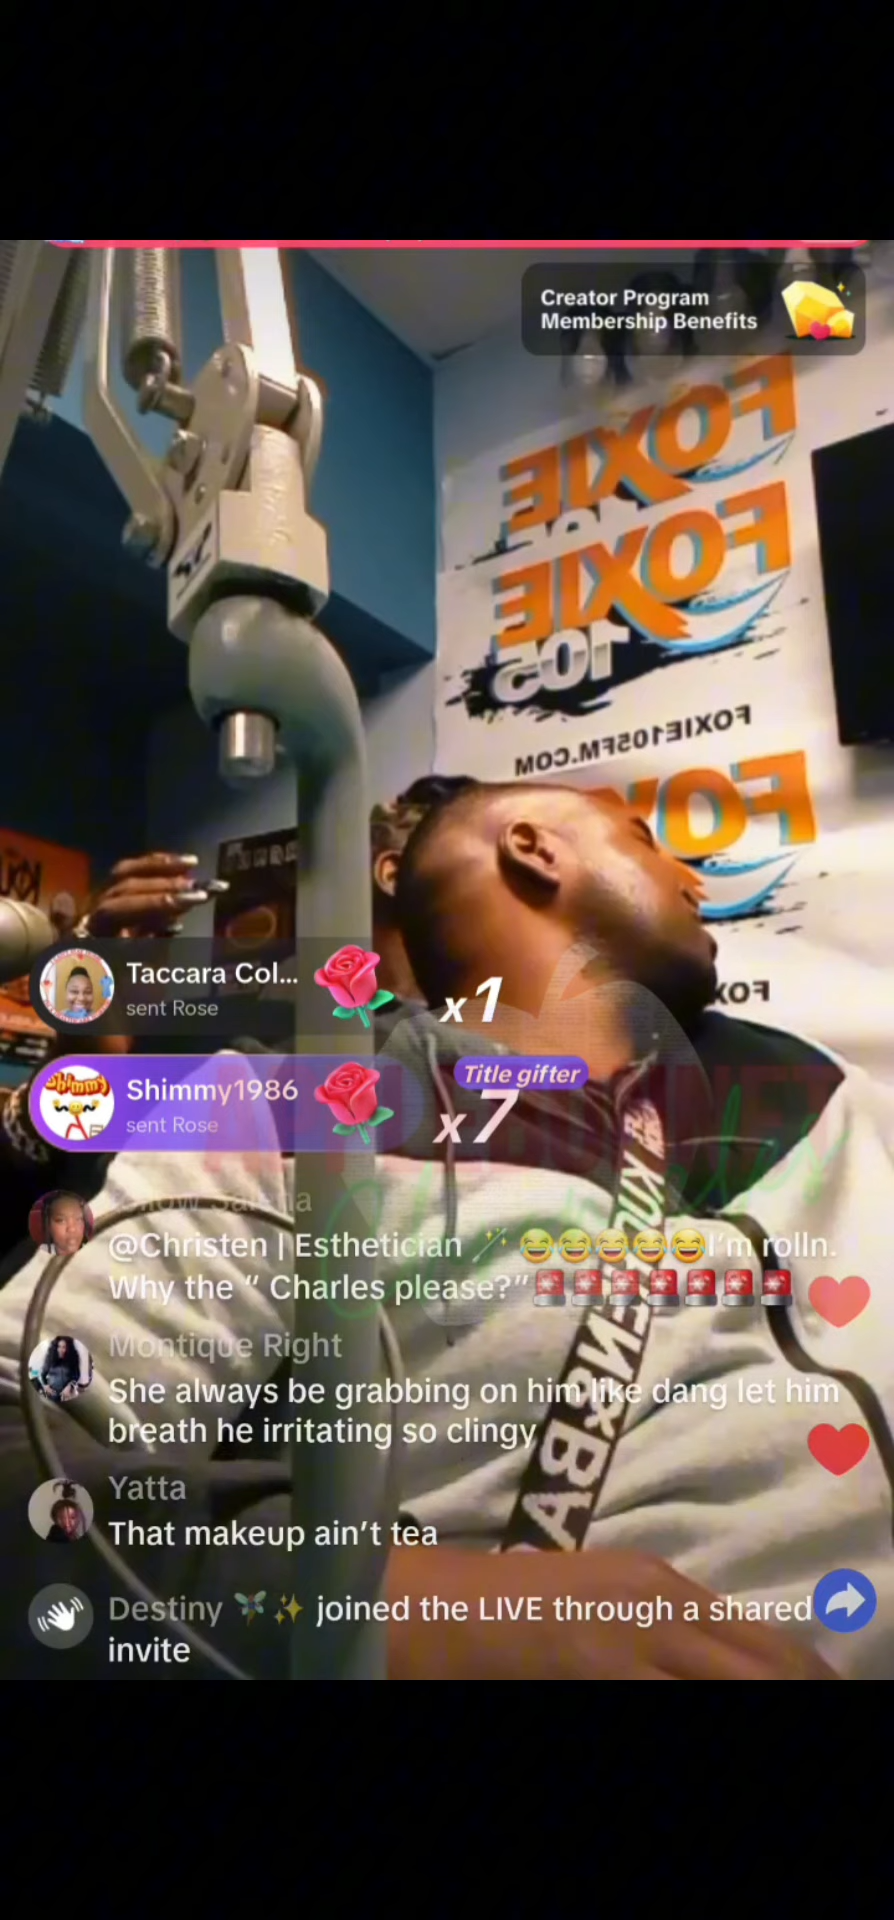 Creator Program
Membership Benefits
FOXIE
FOXIE
105
FOXIE105FM.COM
Taccara Col...
sent Rose
x1
Shimmy
Shimmy1986
sent Rose
Title gifter
x7
@Christen | Esthetician 🪄 😂😂😂😂😂I'm rolln.
Why the “ Charles please?”🚨🚨🚨🚨🚨🚨🚨
Montique Right
She always be grabbing on him like dang let him
breath he irritating so clingy
Yatta
That makeup ain't tea
Destiny 🧚✨ joined the LIVE through a shared
invite